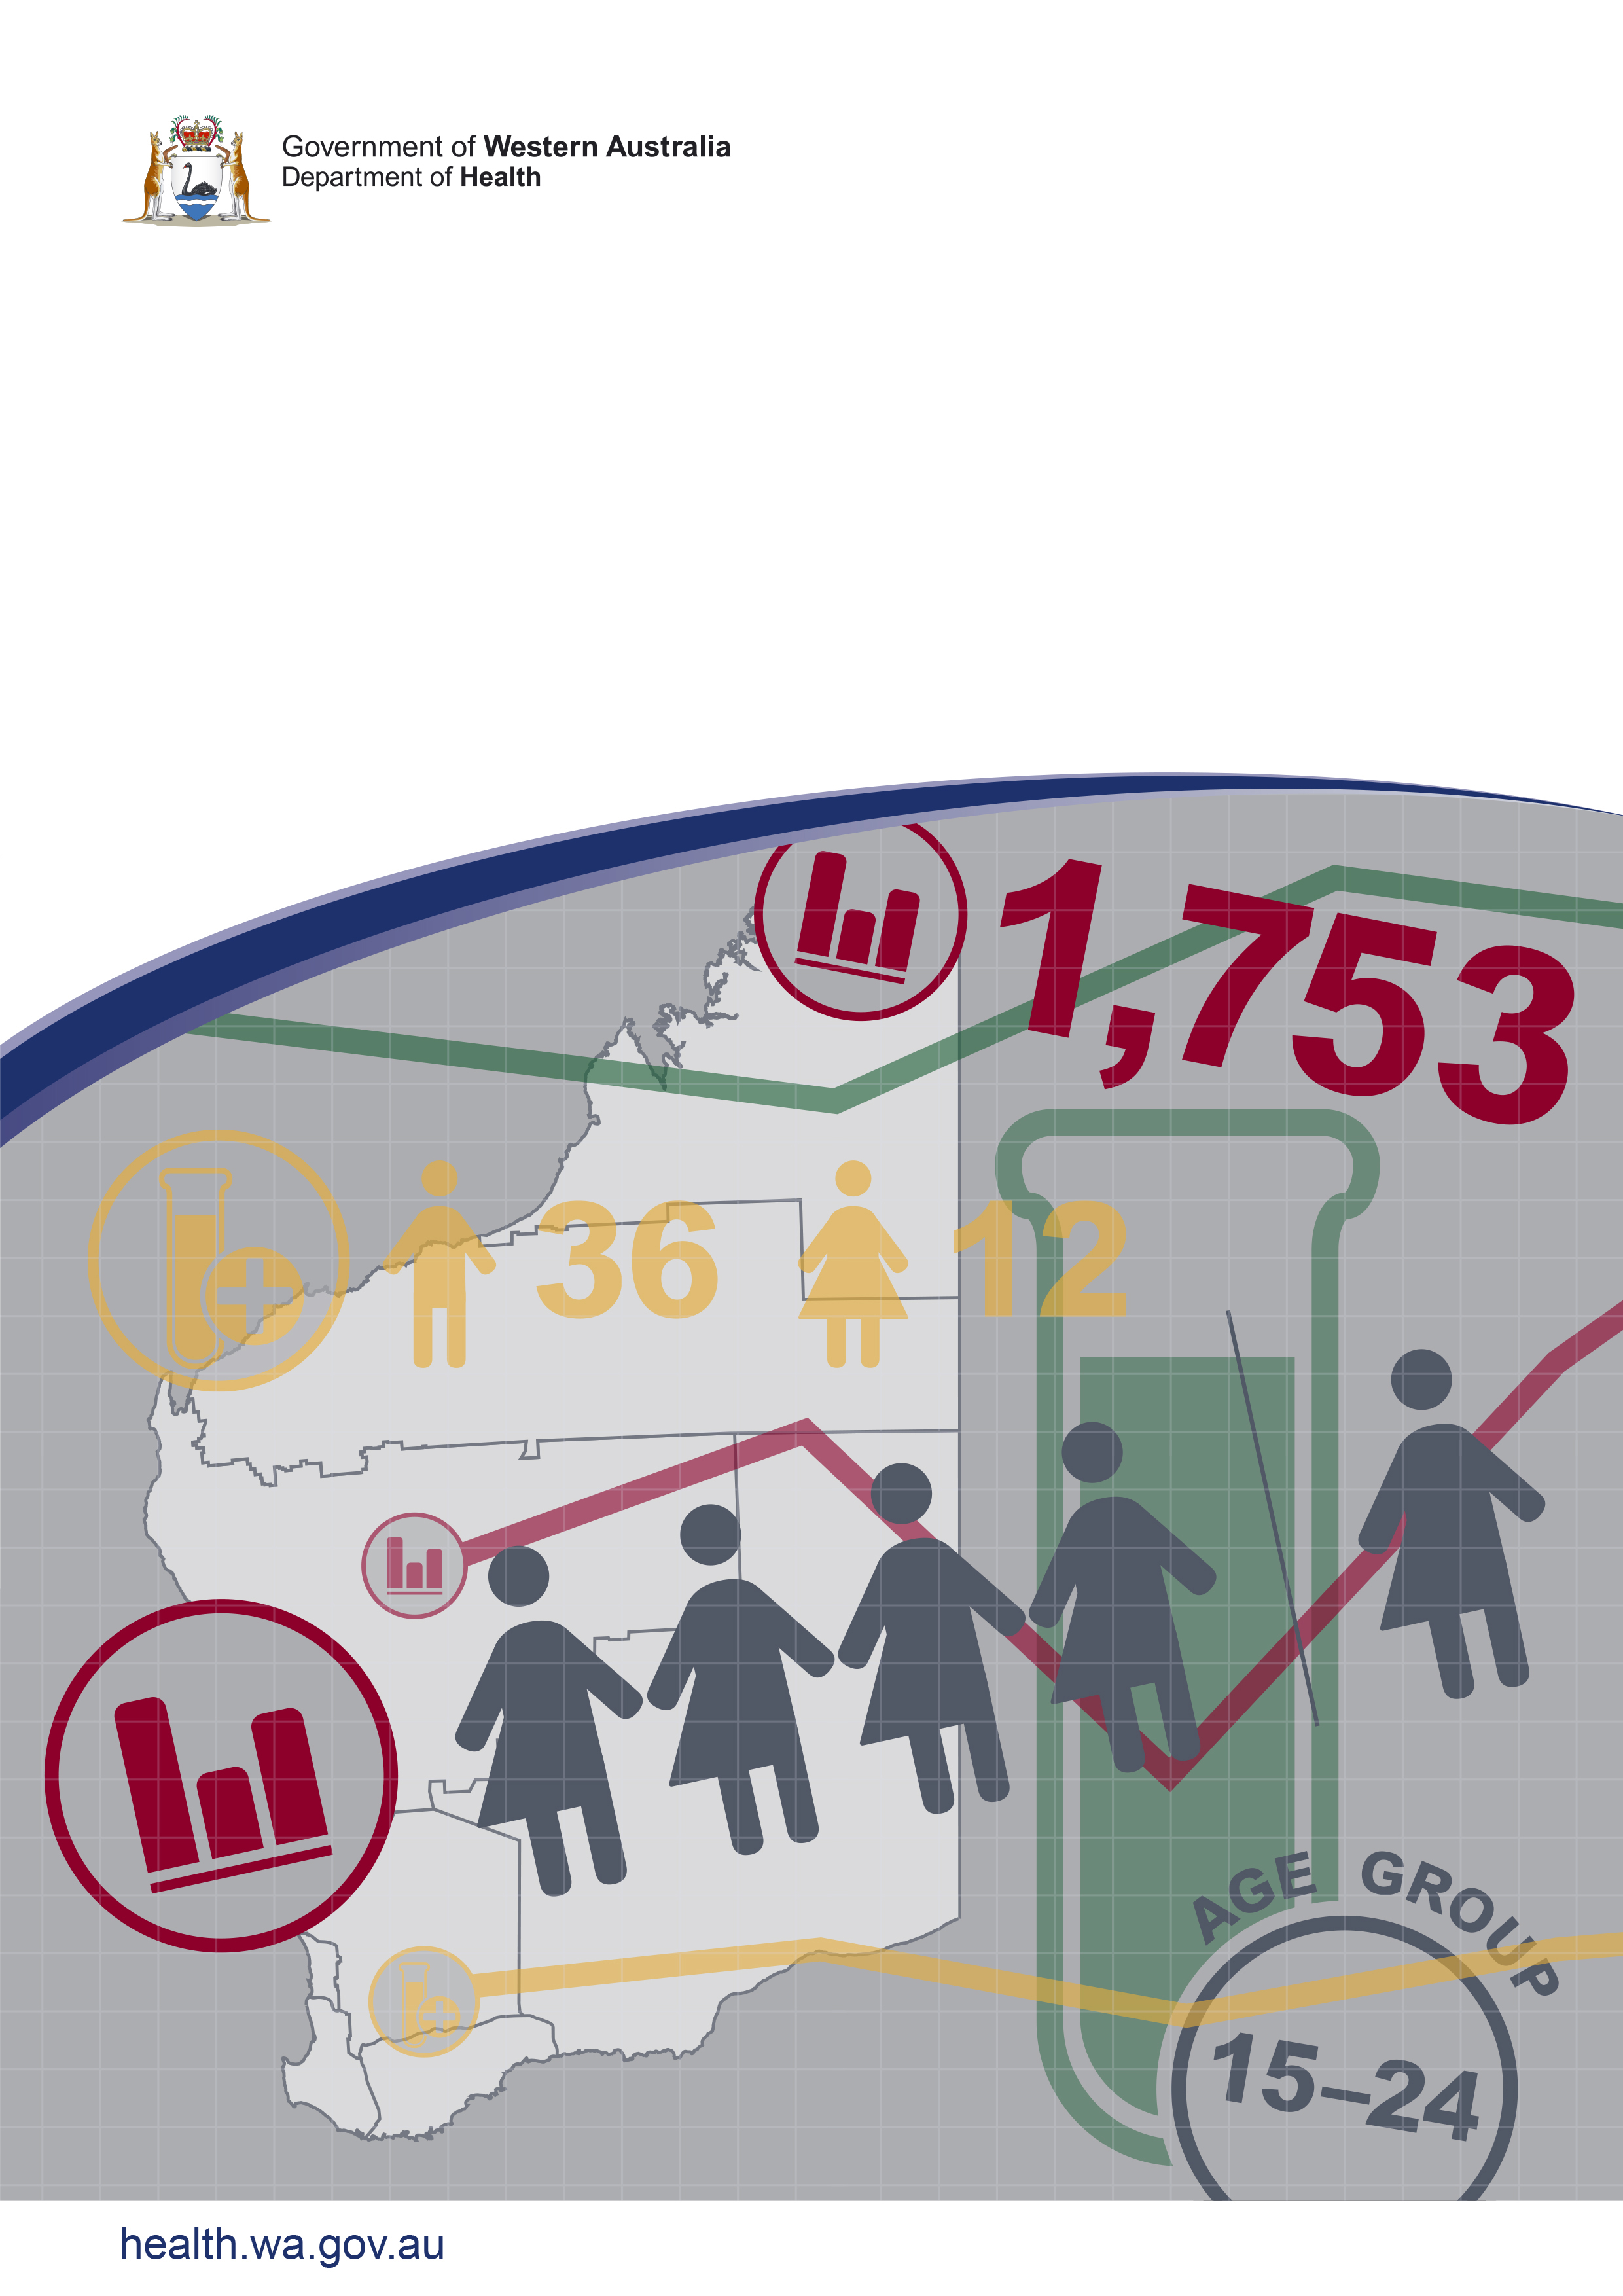 Government of Western Australia
Department of Health
1,753
36 12
AGE GROUP
15–24
health.wa.gov.au